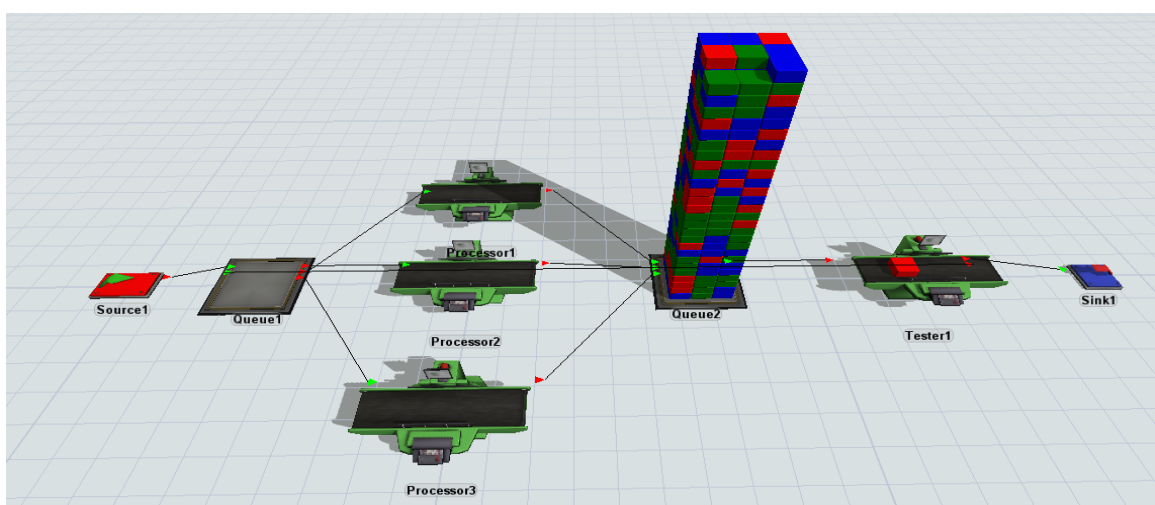 Processor1
Source1
Queue1
Queue2
Sink1
Processor2
Tester1
Processor3